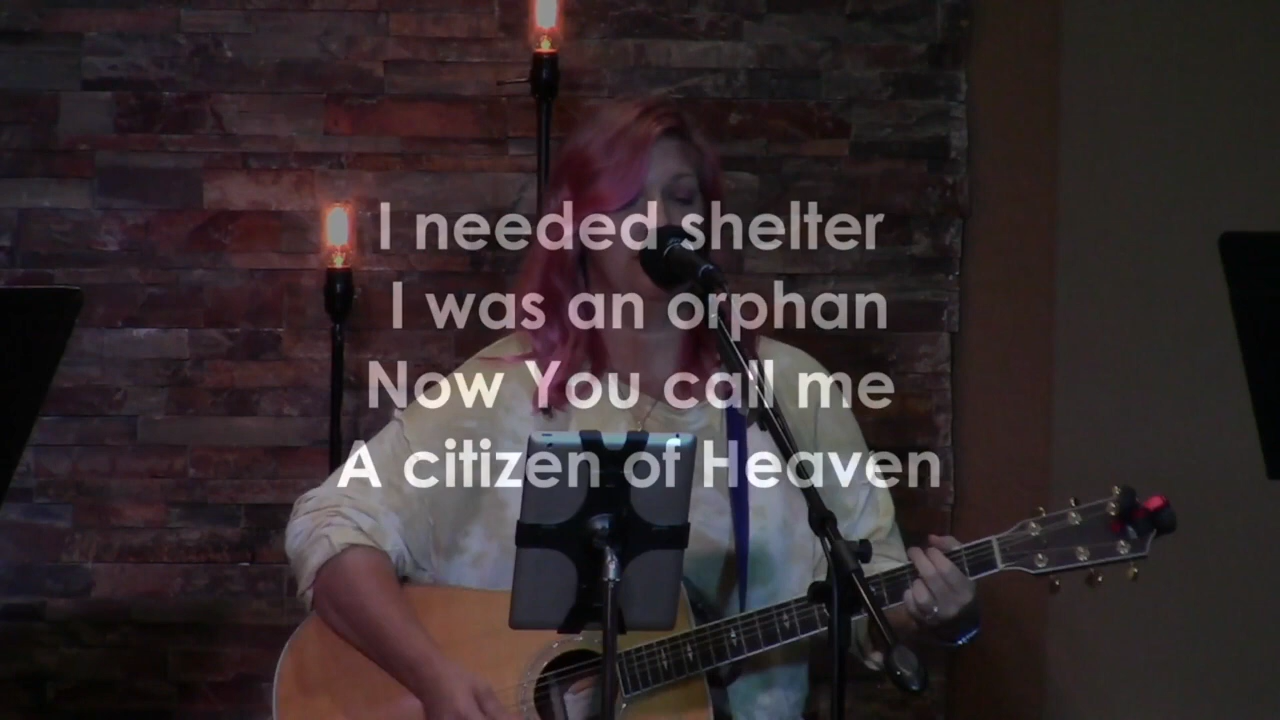 I needed shelter
I was an orphan
Now You call me
A citizen of Heaven